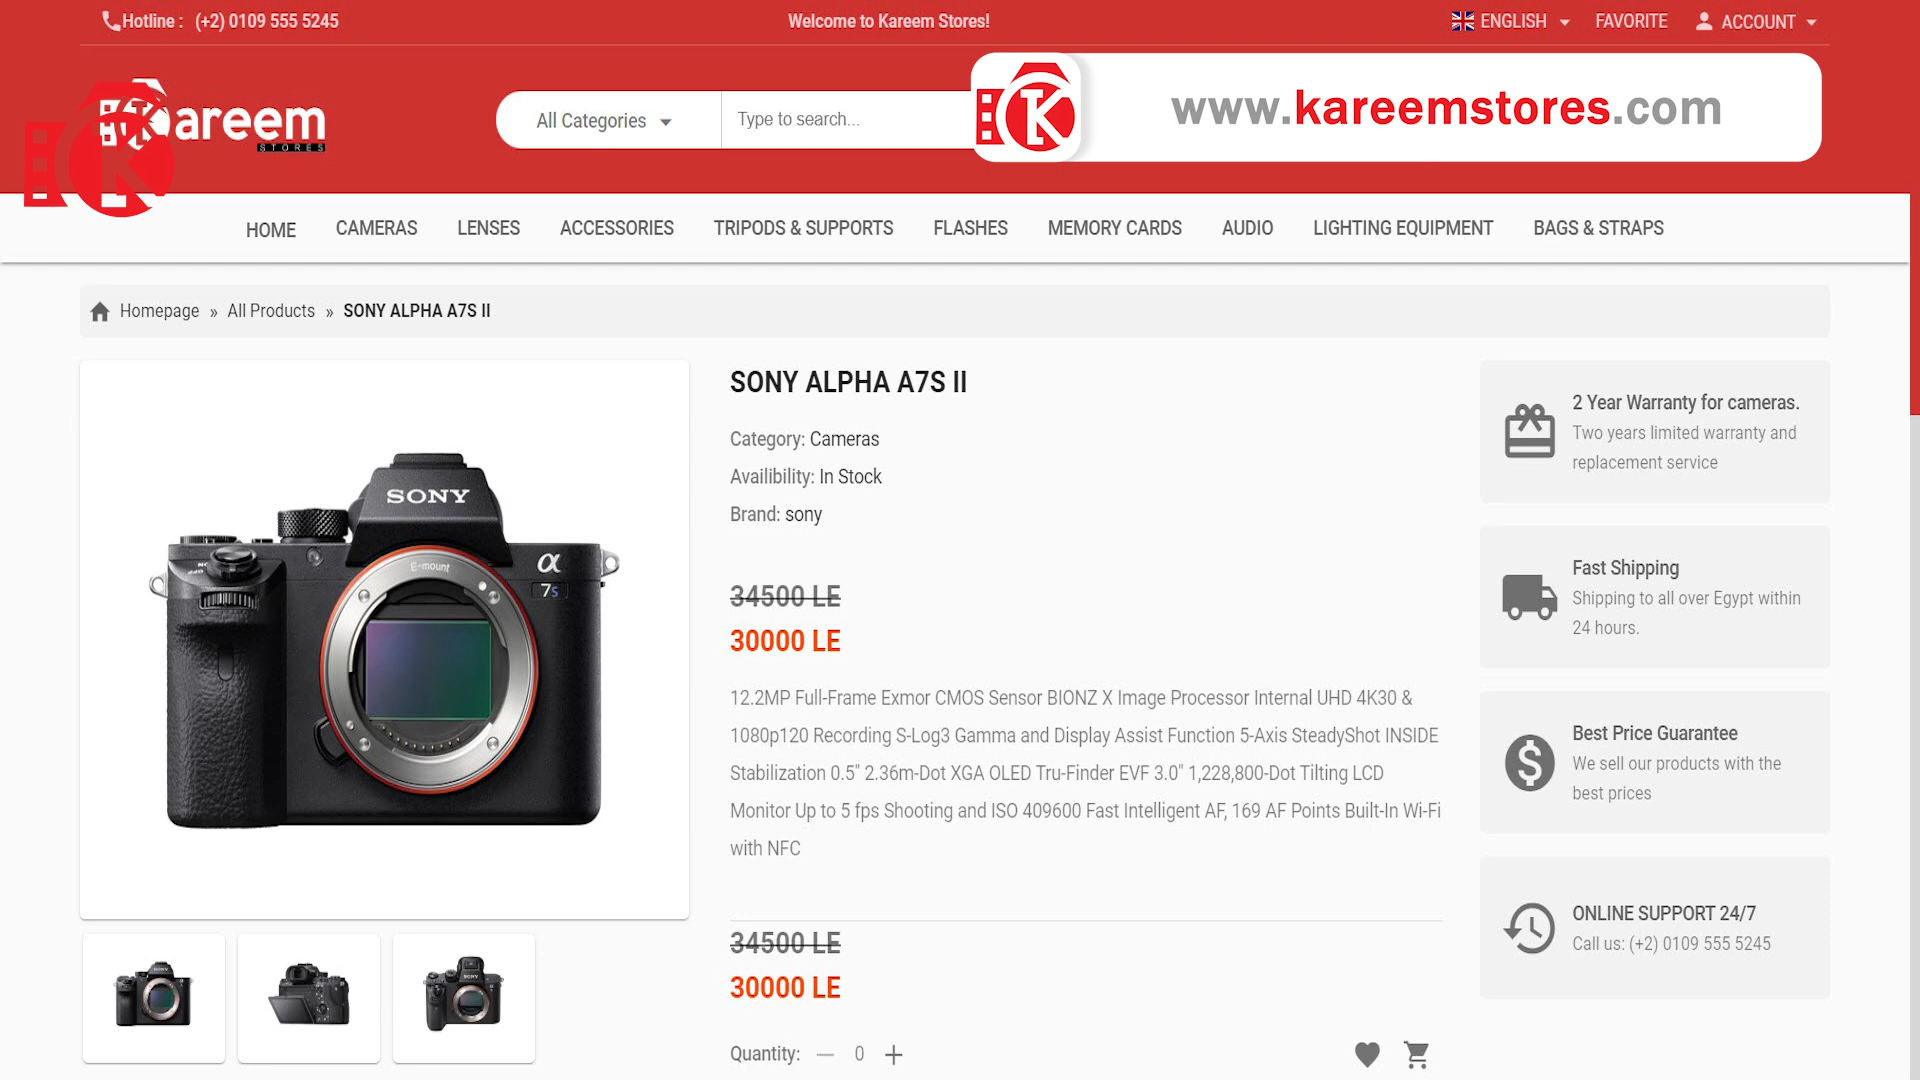 Hotline : (+2) 0109 555 5245
Welcome to Kareem Stores!
ENGLISH
FAVORITE
ACCOUNT
Kareem
STORES
K
All Categories
Type to search...
K
www.kareemstores.com
HOME
CAMERAS
LENSES
ACCESSORIES
TRIPODS & SUPPORTS
FLASHES
MEMORY CARDS
AUDIO
LIGHTING EQUIPMENT
BAGS & STRAPS
Homepage » All Products » SONY ALPHA A7S II
SONY
E-mount
α
7s
SONY ALPHA A7S II
Category: Cameras
Availibility: In Stock
Brand: sony
34500 LE
30000 LE
12.2MP Full-Frame Exmor CMOS Sensor BIONZ X Image Processor Internal UHD 4K30 &
1080p120 Recording S-Log3 Gamma and Display Assist Function 5-Axis SteadyShot INSIDE
Stabilization 0.5" 2.36m-Dot XGA OLED Tru-Finder EVF 3.0" 1,228,800-Dot Tilting LCD
Monitor Up to 5 fps Shooting and ISO 409600 Fast Intelligent AF, 169 AF Points Built-In Wi-Fi
with NFC
34500 LE
30000 LE
Quantity: — 0 +
2 Year Warranty for cameras.
Two years limited warranty and
replacement service
Fast Shipping
Shipping to all over Egypt within
24 hours.
Best Price Guarantee
We sell our products with the
best prices
ONLINE SUPPORT 24/7
Call us: (+2) 0109 555 5245